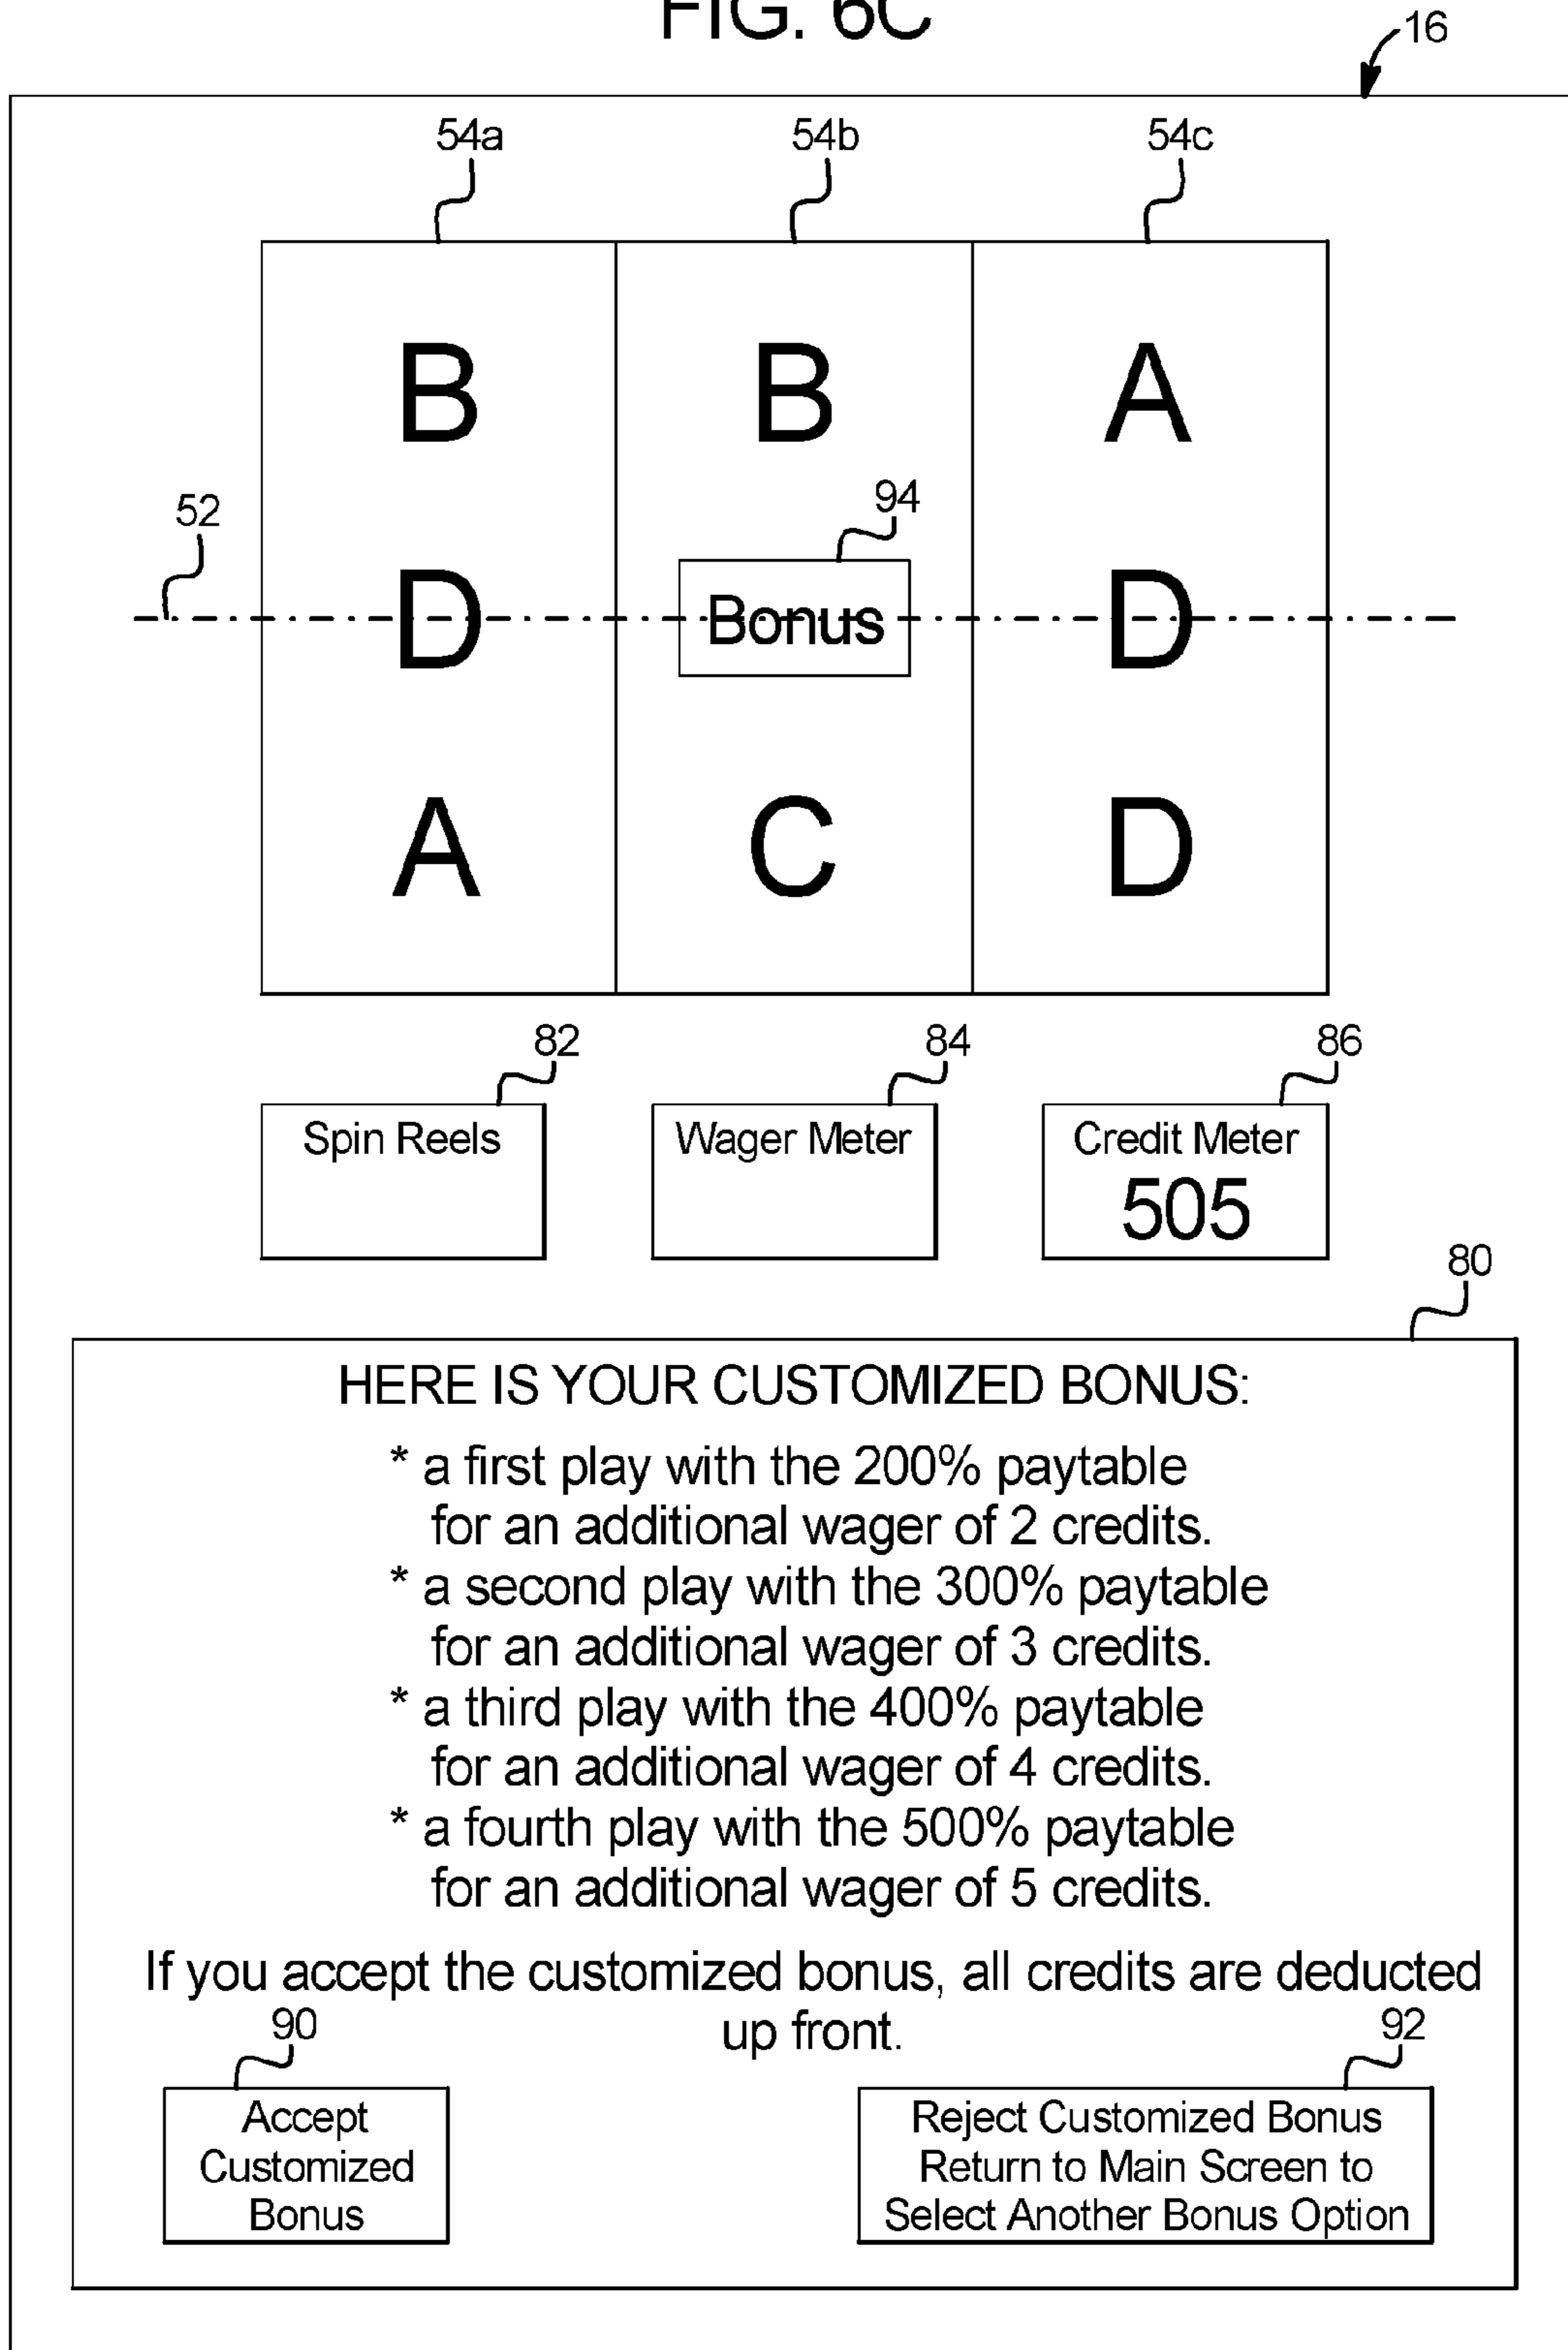 FIG. 6C
16
54a 54b 54c
B B A
94
52
D Bonus D
A C D
82 84 86
Spin Reels Wager Meter Credit Meter
505
80
HERE IS YOUR CUSTOMIZED BONUS:
* a first play with the 200% paytable
for an additional wager of 2 credits.
* a second play with the 300% paytable
for an additional wager of 3 credits.
* a third play with the 400% paytable
for an additional wager of 4 credits.
* a fourth play with the 500% paytable
for an additional wager of 5 credits.
If you accept the customized bonus, all credits are deducted
up front.
90 92
Accept
Customized
Bonus
Reject Customized Bonus
Return to Main Screen to
Select Another Bonus Option